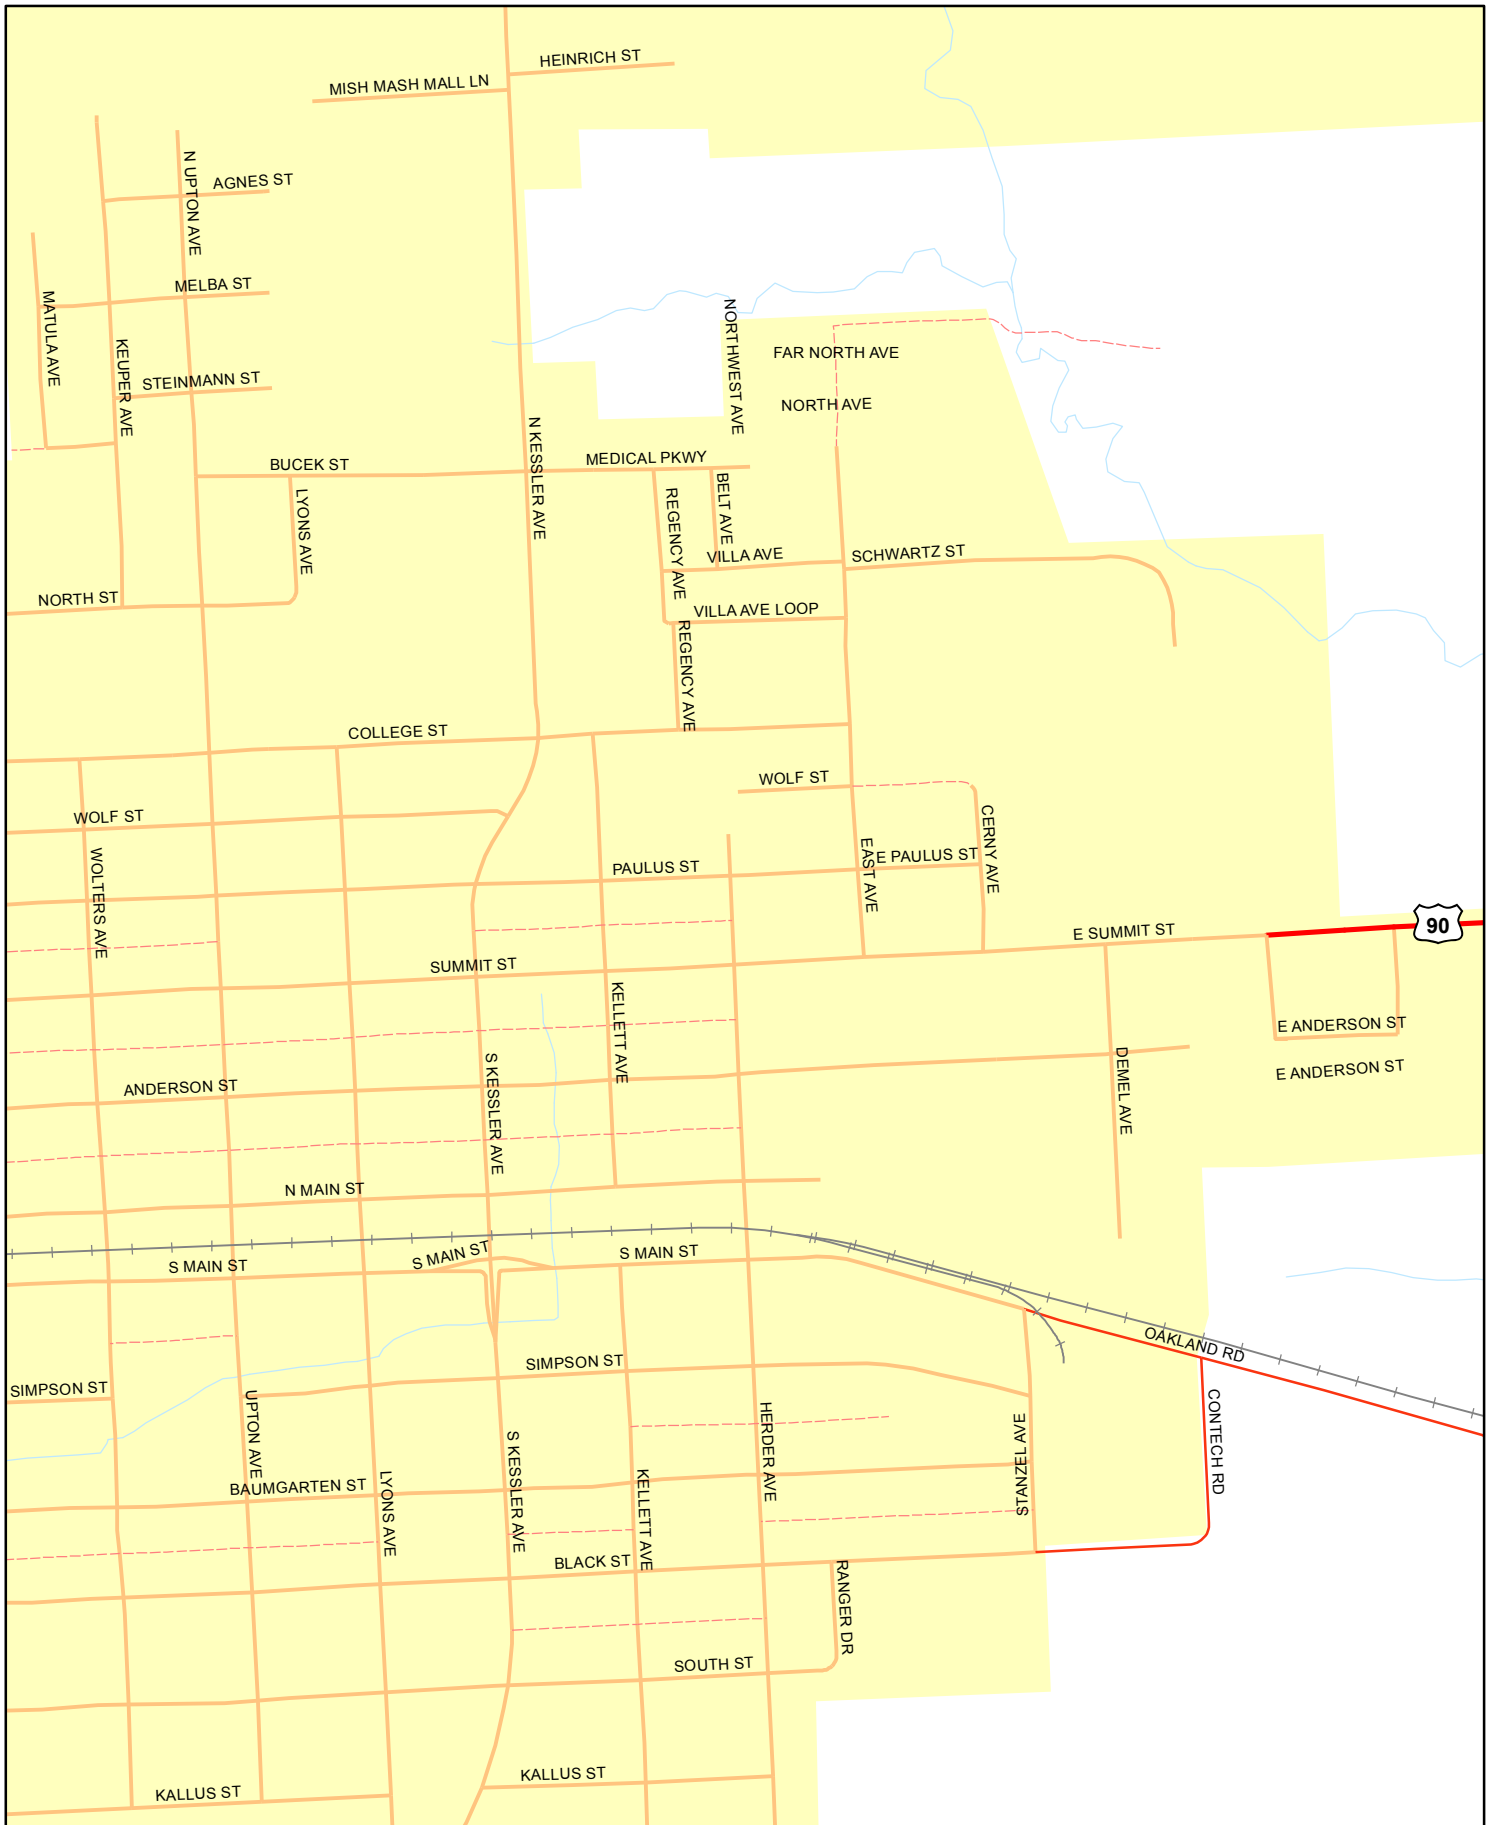 HEINRICH ST
MISH MASH MALL LN
N UPTON AVE
AGNES ST
MELBA ST
MATULA AVE
KEUPER AVE
STEINMANN ST
NORTHWEST AVE
FAR NORTH AVE
NORTH AVE
N KESSLER AVE
BUCEK ST
MEDICAL PKWY
LYONS AVE
REGENCY AVE
BELT AVE
VILLA AVE
SCHWARTZ ST
NORTH ST
VILLA AVE LOOP
REGENCY AVE
COLLEGE ST
WOLF ST
WOLF ST
CERNY AVE
WOLTERS AVE
PAULUS ST
EAST AVE
E PAULUS ST
90
E SUMMIT ST
SUMMIT ST
KELLETT AVE
E ANDERSON ST
S KESSLER AVE
DEMEL AVE
E ANDERSON ST
ANDERSON ST
N MAIN ST
S MAIN ST
S MAIN ST
S MAIN ST
OAKLAND RD
SIMPSON ST
SIMPSON ST
UPTON AVE
CONTECH RD
HERDER AVE
STANZEL AVE
S KESSLER AVE
BAUMGARTEN ST
LYONS AVE
KELLETT AVE
BLACK ST
RANGER DR
SOUTH ST
KALLUS ST
KALLUS ST